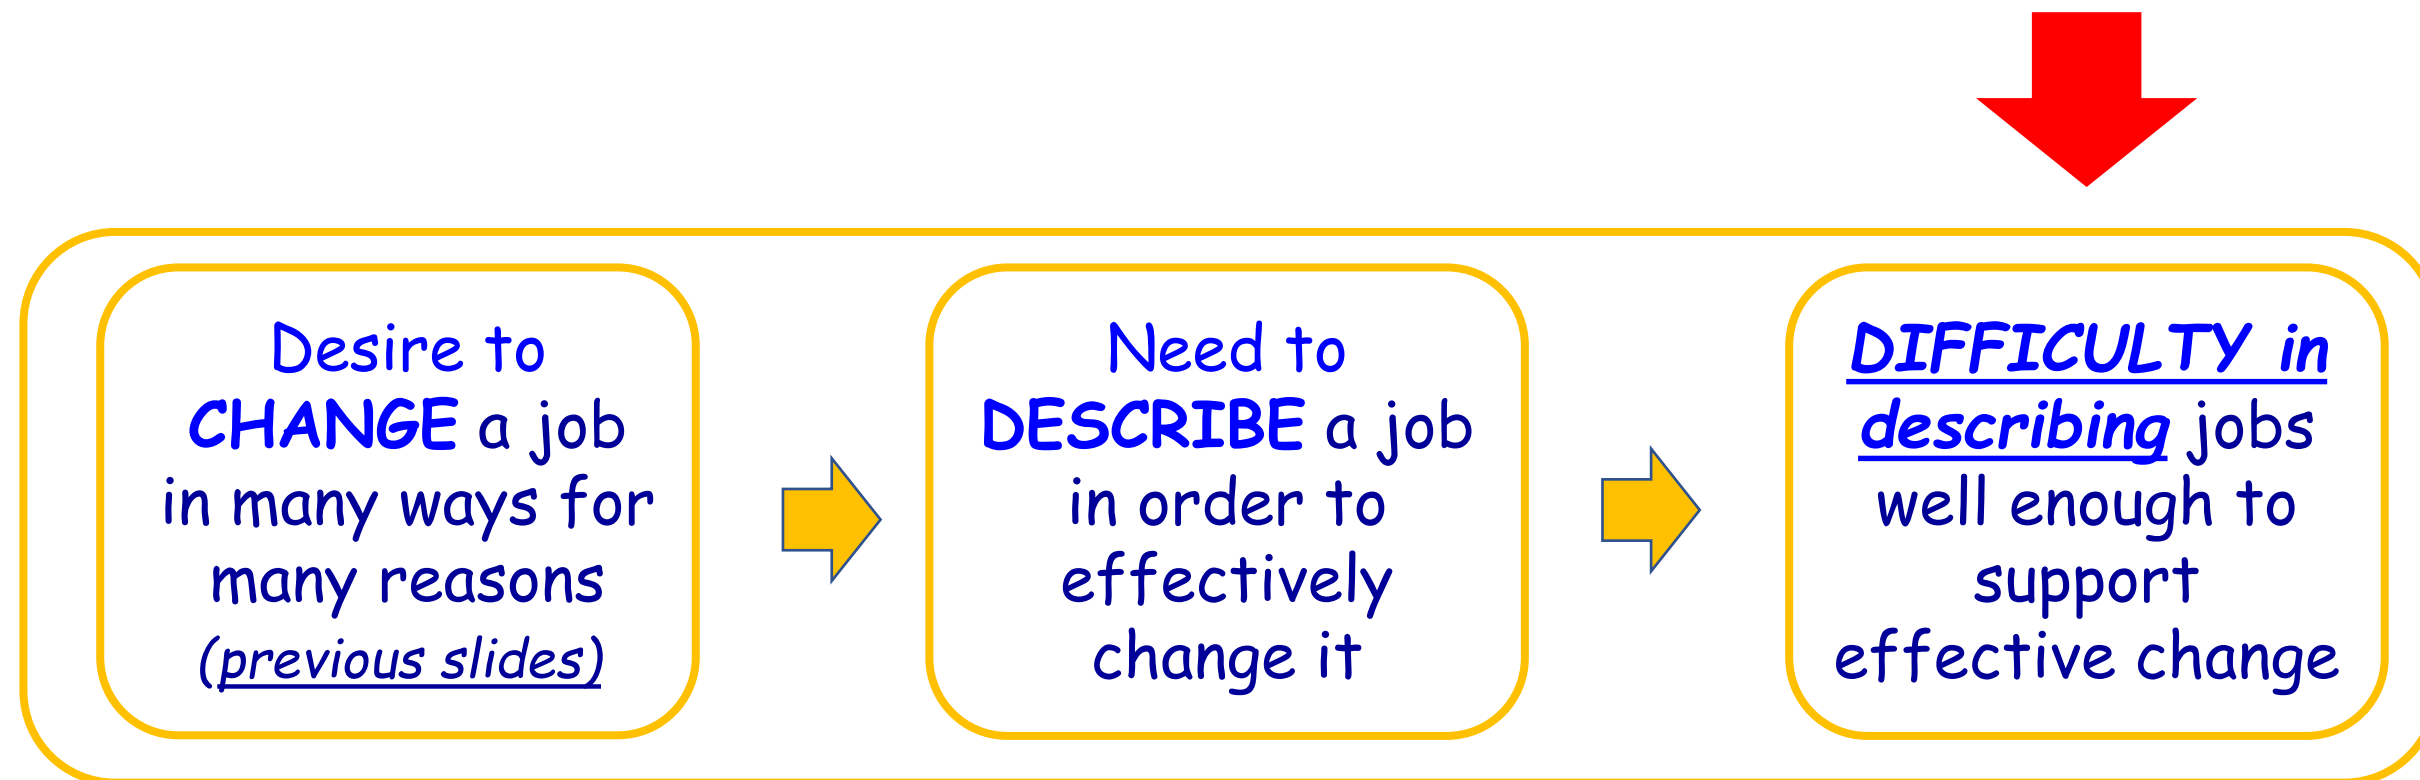 Desire to
CHANGE a job
in many ways for
many reasons
(previous slides)
Need to
DESCRIBE a job
in order to
effectively
change it
DIFFICULTY in
describing jobs
well enough to
support
effective change